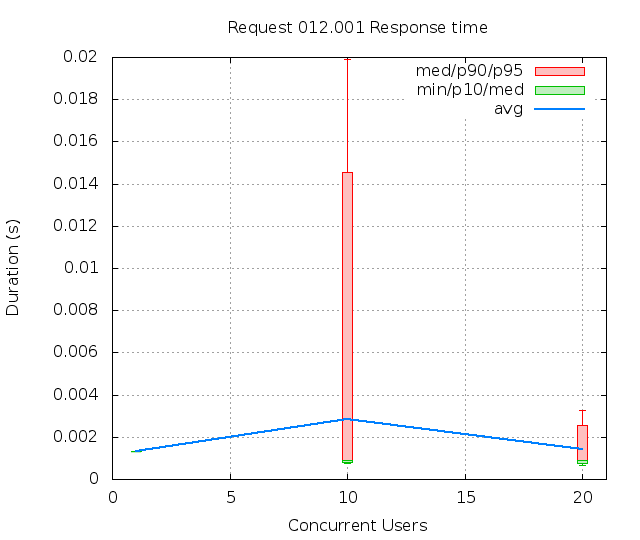 Request 012.001 Response time
med/p90/p95
min/p10/med
avg
0.02
0.018
0.016
0.014
0.012
0.01
0.008
0.006
0.004
0.002
0
0 5 10 15 20
Duration (s)
Concurrent Users